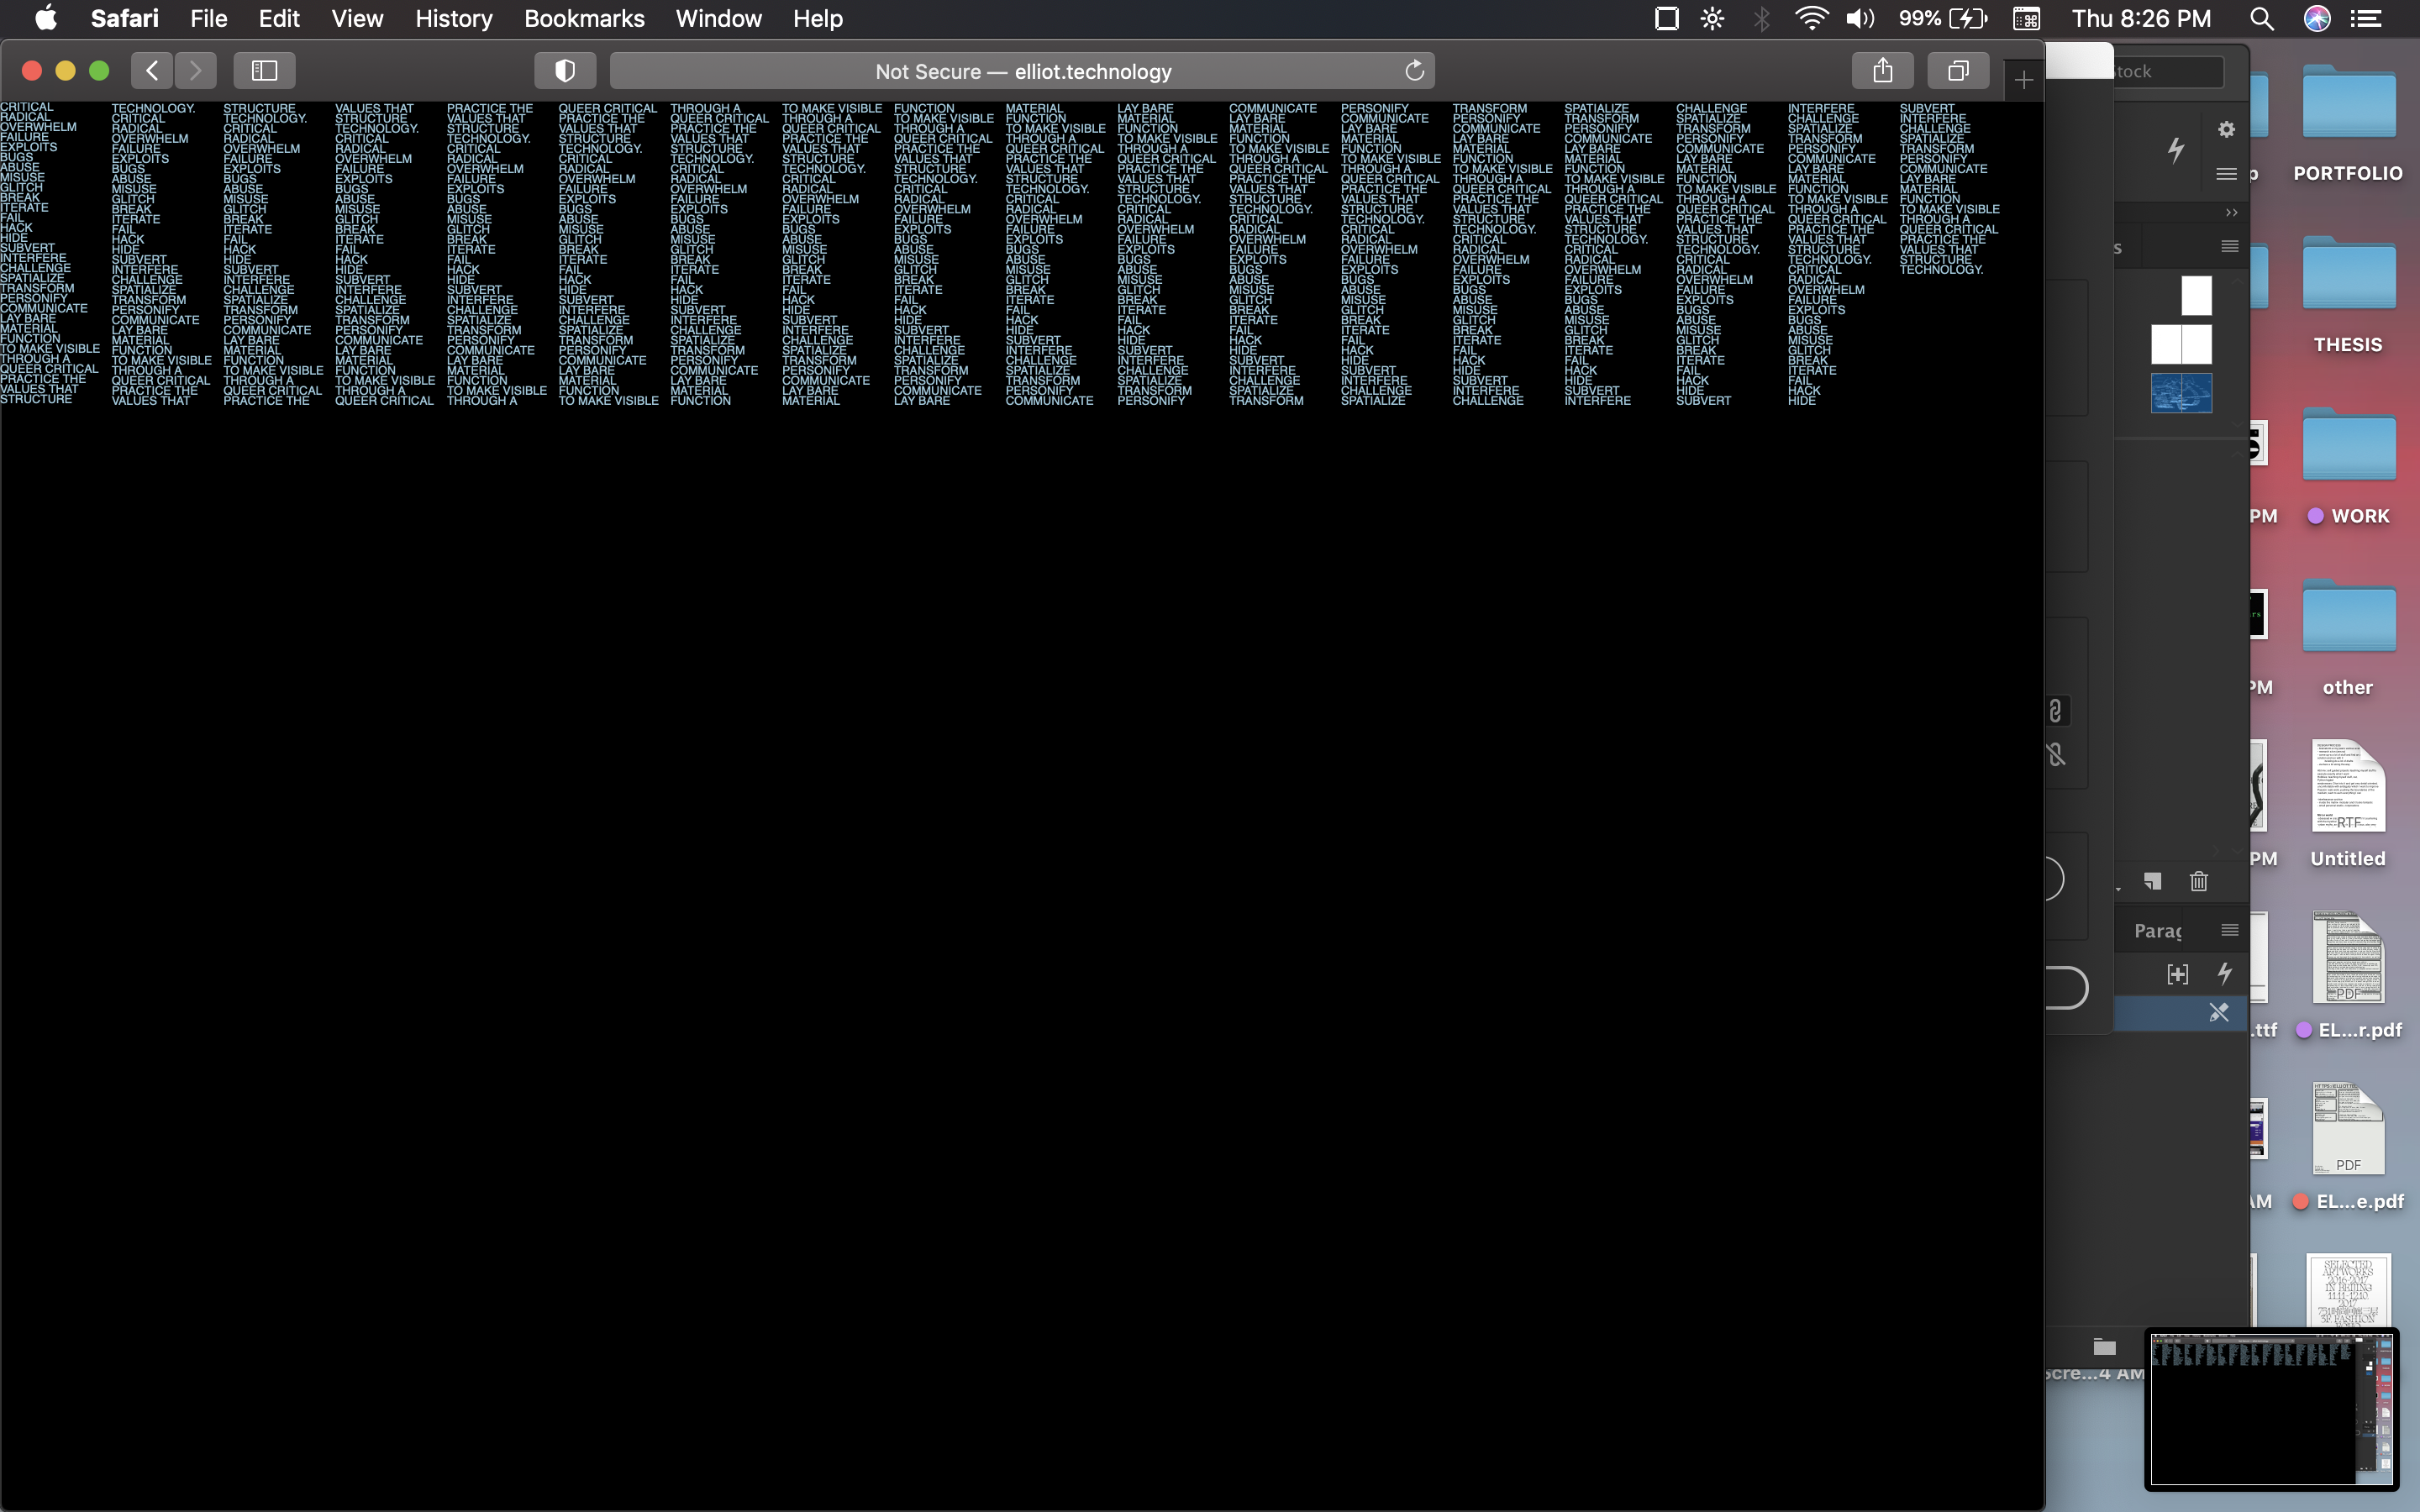 Safari File Edit View History Bookmarks Window Help
99%
Thu 8:26 PM
Not Secure — elliot.technology
CRITICAL
RADICAL
OVERWHELM
FAILURE
EXPLOITS
BUGS
ABUSE
MISUSE
GLITCH
BREAK
ITERATE
FAIL
HACK
HIDE
SUBVERT
INTERFERE
CHALLENGE
SPATIALIZE
TRANSFORM
PERSONIFY
COMMUNICATE
LAY BARE
MATERIAL
FUNCTION
TO MAKE VISIBLE
THROUGH A
QUEER CRITICAL
PRACTICE THE
VALUES THAT
STRUCTURE
TECHNOLOGY.
CRITICAL
RADICAL
OVERWHELM
FAILURE
EXPLOITS
BUGS
ABUSE
MISUSE
GLITCH
BREAK
ITERATE
FAIL
HACK
HIDE
SUBVERT
INTERFERE
CHALLENGE
SPATIALIZE
TRANSFORM
PERSONIFY
COMMUNICATE
LAY BARE
MATERIAL
FUNCTION
TO MAKE VISIBLE
THROUGH A
QUEER CRITICAL
PRACTICE THE
VALUES THAT
STRUCTURE
TECHNOLOGY.
CRITICAL
RADICAL
OVERWHELM
FAILURE
EXPLOITS
BUGS
ABUSE
MISUSE
GLITCH
BREAK
ITERATE
FAIL
HACK
HIDE
SUBVERT
INTERFERE
CHALLENGE
SPATIALIZE
TRANSFORM
PERSONIFY
COMMUNICATE
LAY BARE
MATERIAL
FUNCTION
TO MAKE VISIBLE
THROUGH A
QUEER CRITICAL
PRACTICE THE
VALUES THAT
STRUCTURE
TECHNOLOGY.
CRITICAL
RADICAL
OVERWHELM
FAILURE
EXPLOITS
BUGS
ABUSE
MISUSE
GLITCH
BREAK
ITERATE
FAIL
HACK
HIDE
SUBVERT
INTERFERE
CHALLENGE
SPATIALIZE
TRANSFORM
PERSONIFY
COMMUNICATE
LAY BARE
MATERIAL
FUNCTION
TO MAKE VISIBLE
THROUGH A
QUEER CRITICAL
PRACTICE THE
VALUES THAT
STRUCTURE
TECHNOLOGY.
CRITICAL
RADICAL
OVERWHELM
FAILURE
EXPLOITS
BUGS
ABUSE
MISUSE
GLITCH
BREAK
ITERATE
FAIL
HACK
HIDE
SUBVERT
INTERFERE
CHALLENGE
SPATIALIZE
TRANSFORM
PERSONIFY
COMMUNICATE
LAY BARE
MATERIAL
FUNCTION
TO MAKE VISIBLE
THROUGH A
QUEER CRITICAL
PRACTICE THE
VALUES THAT
STRUCTURE
TECHNOLOGY.
CRITICAL
RADICAL
OVERWHELM
FAILURE
EXPLOITS
BUGS
ABUSE
MISUSE
GLITCH
BREAK
ITERATE
FAIL
HACK
HIDE
SUBVERT
INTERFERE
CHALLENGE
SPATIALIZE
TRANSFORM
PERSONIFY
COMMUNICATE
LAY BARE
MATERIAL
FUNCTION
TO MAKE VISIBLE
THROUGH A
QUEER CRITICAL
PRACTICE THE
VALUES THAT
STRUCTURE
TECHNOLOGY.
CRITICAL
RADICAL
OVERWHELM
FAILURE
EXPLOITS
BUGS
ABUSE
MISUSE
GLITCH
BREAK
ITERATE
FAIL
HACK
HIDE
SUBVERT
INTERFERE
CHALLENGE
SPATIALIZE
TRANSFORM
PERSONIFY
COMMUNICATE
LAY BARE
MATERIAL
FUNCTION
TO MAKE VISIBLE
THROUGH A
QUEER CRITICAL
PRACTICE THE
VALUES THAT
STRUCTURE
TECHNOLOGY.
CRITICAL
RADICAL
OVERWHELM
FAILURE
EXPLOITS
BUGS
ABUSE
MISUSE
GLITCH
BREAK
ITERATE
FAIL
HACK
HIDE
SUBVERT
INTERFERE
CHALLENGE
SPATIALIZE
TRANSFORM
PERSONIFY
COMMUNICATE
LAY BARE
MATERIAL
FUNCTION
TO MAKE VISIBLE
THROUGH A
QUEER CRITICAL
PRACTICE THE
VALUES THAT
STRUCTURE
TECHNOLOGY.
CRITICAL
RADICAL
OVERWHELM
FAILURE
EXPLOITS
BUGS
ABUSE
MISUSE
GLITCH
BREAK
ITERATE
FAIL
HACK
HIDE
SUBVERT
INTERFERE
CHALLENGE
SPATIALIZE
TRANSFORM
PERSONIFY
COMMUNICATE
LAY BARE
MATERIAL
FUNCTION
TO MAKE VISIBLE
THROUGH A
QUEER CRITICAL
PRACTICE THE
VALUES THAT
STRUCTURE
TECHNOLOGY.
CRITICAL
RADICAL
OVERWHELM
FAILURE
EXPLOITS
BUGS
ABUSE
MISUSE
GLITCH
BREAK
ITERATE
FAIL
HACK
HIDE
SUBVERT
INTERFERE
CHALLENGE
SPATIALIZE
TRANSFORM
PERSONIFY
COMMUNICATE
LAY BARE
MATERIAL
FUNCTION
TO MAKE VISIBLE
THROUGH A
QUEER CRITICAL
PRACTICE THE
VALUES THAT
STRUCTURE
TECHNOLOGY.
CRITICAL
RADICAL
OVERWHELM
FAILURE
EXPLOITS
BUGS
ABUSE
MISUSE
GLITCH
BREAK
ITERATE
FAIL
HACK
HIDE
SUBVERT
INTERFERE
CHALLENGE
SPATIALIZE
TRANSFORM
PERSONIFY
COMMUNICATE
LAY BARE
MATERIAL
FUNCTION
TO MAKE VISIBLE
THROUGH A
QUEER CRITICAL
PRACTICE THE
VALUES THAT
STRUCTURE
TECHNOLOGY.
CRITICAL
RADICAL
OVERWHELM
FAILURE
EXPLOITS
BUGS
ABUSE
MISUSE
GLITCH
BREAK
ITERATE
FAIL
HACK
HIDE
SUBVERT
INTERFERE
CHALLENGE
SPATIALIZE
TRANSFORM
PERSONIFY
COMMUNICATE
LAY BARE
MATERIAL
FUNCTION
TO MAKE VISIBLE
THROUGH A
QUEER CRITICAL
PRACTICE THE
VALUES THAT
STRUCTURE
TECHNOLOGY.
CRITICAL
RADICAL
OVERWHELM
FAILURE
EXPLOITS
BUGS
ABUSE
MISUSE
GLITCH
BREAK
ITERATE
FAIL
HACK
HIDE
SUBVERT
INTERFERE
CHALLENGE
SPATIALIZE
TRANSFORM
PERSONIFY
COMMUNICATE
LAY BARE
MATERIAL
FUNCTION
TO MAKE VISIBLE
THROUGH A
QUEER CRITICAL
PRACTICE THE
VALUES THAT
STRUCTURE
TECHNOLOGY.
CRITICAL
RADICAL
OVERWHELM
FAILURE
EXPLOITS
BUGS
ABUSE
MISUSE
GLITCH
BREAK
ITERATE
FAIL
HACK
HIDE
SUBVERT
INTERFERE
CHALLENGE
SPATIALIZE
TRANSFORM
PERSONIFY
COMMUNICATE
LAY BARE
MATERIAL
FUNCTION
TO MAKE VISIBLE
THROUGH A
QUEER CRITICAL
PRACTICE THE
VALUES THAT
STRUCTURE
TECHNOLOGY.
CRITICAL
RADICAL
OVERWHELM
FAILURE
EXPLOITS
BUGS
ABUSE
MISUSE
GLITCH
BREAK
ITERATE
FAIL
HACK
HIDE
SUBVERT
INTERFERE
CHALLENGE
SPATIALIZE
TRANSFORM
PERSONIFY
COMMUNICATE
LAY BARE
MATERIAL
FUNCTION
TO MAKE VISIBLE
THROUGH A
QUEER CRITICAL
PRACTICE THE
VALUES THAT
STRUCTURE
TECHNOLOGY.
CRITICAL
RADICAL
OVERWHELM
FAILURE
EXPLOITS
BUGS
ABUSE
MISUSE
GLITCH
BREAK
ITERATE
FAIL
HACK
HIDE
SUBVERT
INTERFERE
CHALLENGE
SPATIALIZE
TRANSFORM
PERSONIFY
COMMUNICATE
LAY BARE
MATERIAL
FUNCTION
TO MAKE VISIBLE
THROUGH A
QUEER CRITICAL
PRACTICE THE
VALUES THAT
STRUCTURE
TECHNOLOGY.
CRITICAL
RADICAL
OVERWHELM
FAILURE
EXPLOITS
BUGS
ABUSE
MISUSE
GLITCH
BREAK
ITERATE
FAIL
HACK
HIDE
SUBVERT
INTERFERE
CHALLENGE
SPATIALIZE
TRANSFORM
PERSONIFY
COMMUNICATE
LAY BARE
MATERIAL
FUNCTION
TO MAKE VISIBLE
THROUGH A
QUEER CRITICAL
PRACTICE THE
VALUES THAT
STRUCTURE
TECHNOLOGY.
tock
Parag
PORTFOLIO
THESIS
PM
WORK
PM
other
RTF
PM
Untitled
PDF
.ttf
EL...r.pdf
PDF
AM
EL...e.pdf
SELECTED
ARTWORKS
2016-2017
IN BEIJING
2017
3F FASHION
Scre...4 AM